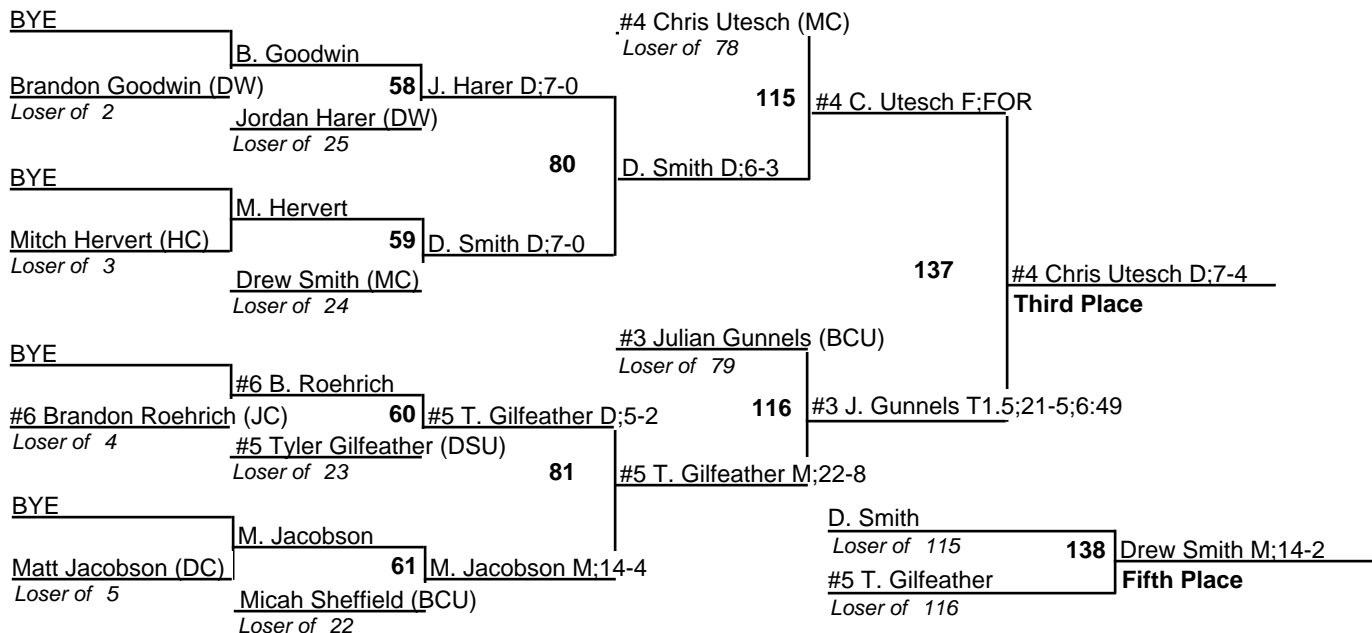 BYE
B. Goodwin
Brandon Goodwin (DW)
Loser of 2
58
J. Harer D;7-0
Jordan Harer (DW)
Loser of 25
80
BYE
M. Hervert
Mitch Hervert (HC)
Loser of 3
59
D. Smith D;7-0
Drew Smith (MC)
Loser of 24
#4 Chris Utesch (MC)
Loser of 78
115
#4 C. Utesch F;FOR
D. Smith D;6-3
137
#4 Chris Utesch D;7-4
Third Place
BYE
#6 B. Roehrich
#6 Brandon Roehrich (JC)
Loser of 4
60
#5 T. Gilfeather D;5-2
#5 Tyler Gilfeather (DSU)
Loser of 23
81
BYE
M. Jacobson
Matt Jacobson (DC)
Loser of 5
61
M. Jacobson M;14-4
Micah Sheffield (BCU)
Loser of 22
#3 Julian Gunnels (BCU)
Loser of 79
116
#3 J. Gunnels T1.5;21-5;6:49
#5 T. Gilfeather M;22-8
D. Smith
Loser of 115
138
Drew Smith M;14-2
#5 T. Gilfeather
Fifth Place
Loser of 116